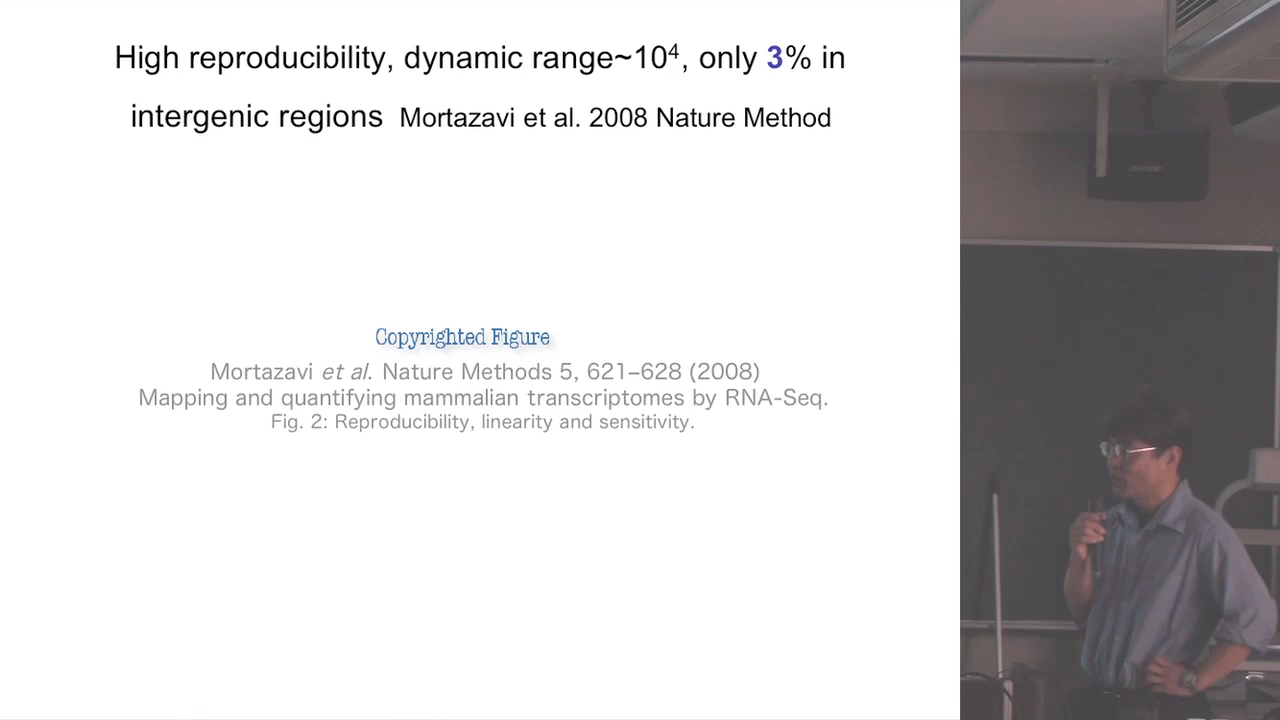 High reproducibility, dynamic range~10⁴, only 3% in
intergenic regions Mortazavi et al. 2008 Nature Method
Copyrighted Figure
Mortazavi et al. Nature Methods 5, 621–628 (2008)
Mapping and quantifying mammalian transcriptomes by RNA-Seq.
Fig. 2: Reproducibility, linearity and sensitivity.